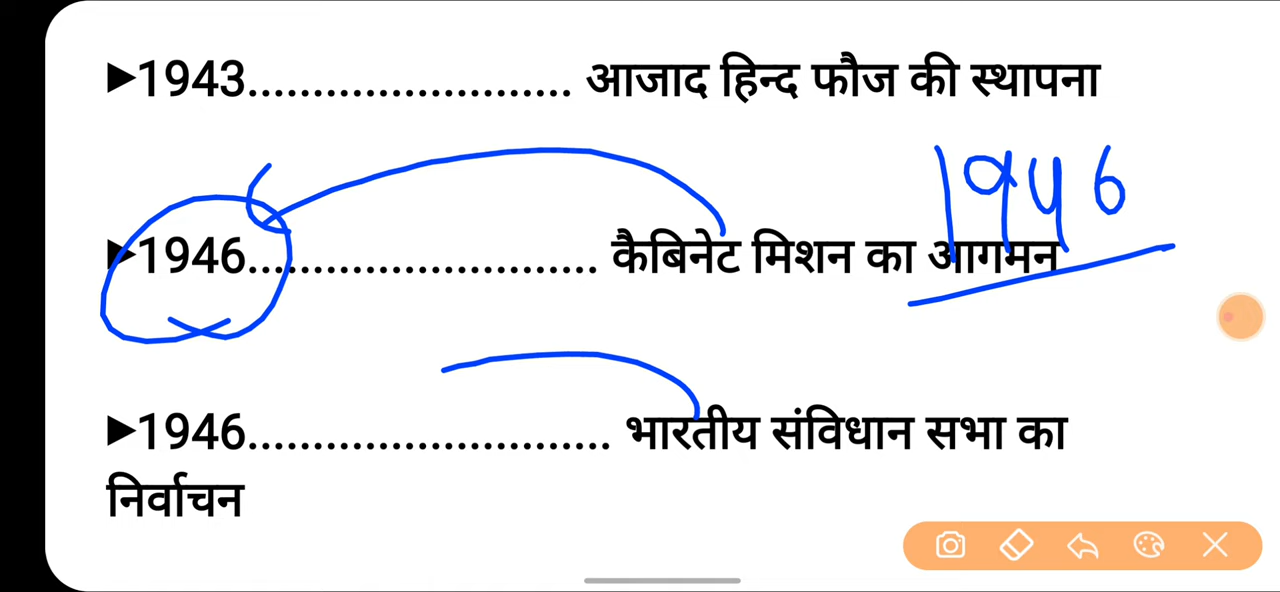 ▶1943......................... आजाद हिन्द फौज की स्थापना
1946
▶1946........................... कैबिनेट मिशन का आगमन
▶1946............................ भारतीय संविधान सभा का
निर्वाचन